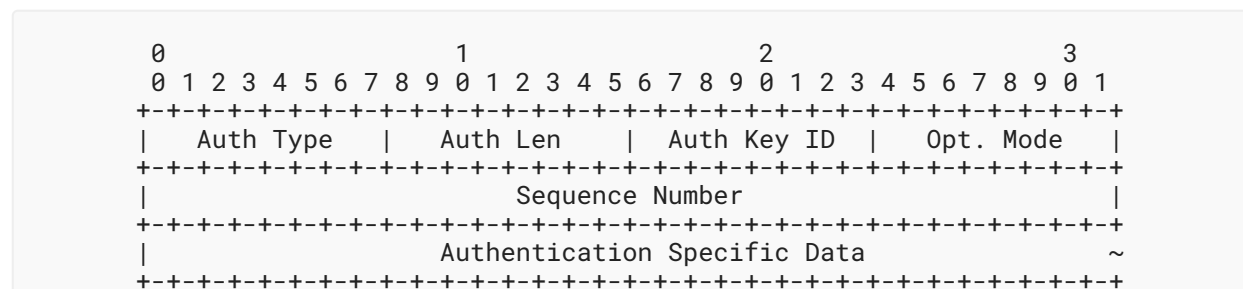 0                   1                   2                   3
 0 1 2 3 4 5 6 7 8 9 0 1 2 3 4 5 6 7 8 9 0 1 2 3 4 5 6 7 8 9 0 1
+-+-+-+-+-+-+-+-+-+-+-+-+-+-+-+-+-+-+-+-+-+-+-+-+-+-+-+-+-+-+-+-+
|   Auth Type   |   Auth Len    |  Auth Key ID  |   Opt. Mode   |
+-+-+-+-+-+-+-+-+-+-+-+-+-+-+-+-+-+-+-+-+-+-+-+-+-+-+-+-+-+-+-+-+
|                        Sequence Number                        |
+-+-+-+-+-+-+-+-+-+-+-+-+-+-+-+-+-+-+-+-+-+-+-+-+-+-+-+-+-+-+-+-+
|                   Authentication Specific Data                ~
+-+-+-+-+-+-+-+-+-+-+-+-+-+-+-+-+-+-+-+-+-+-+-+-+-+-+-+-+-+-+-+-+